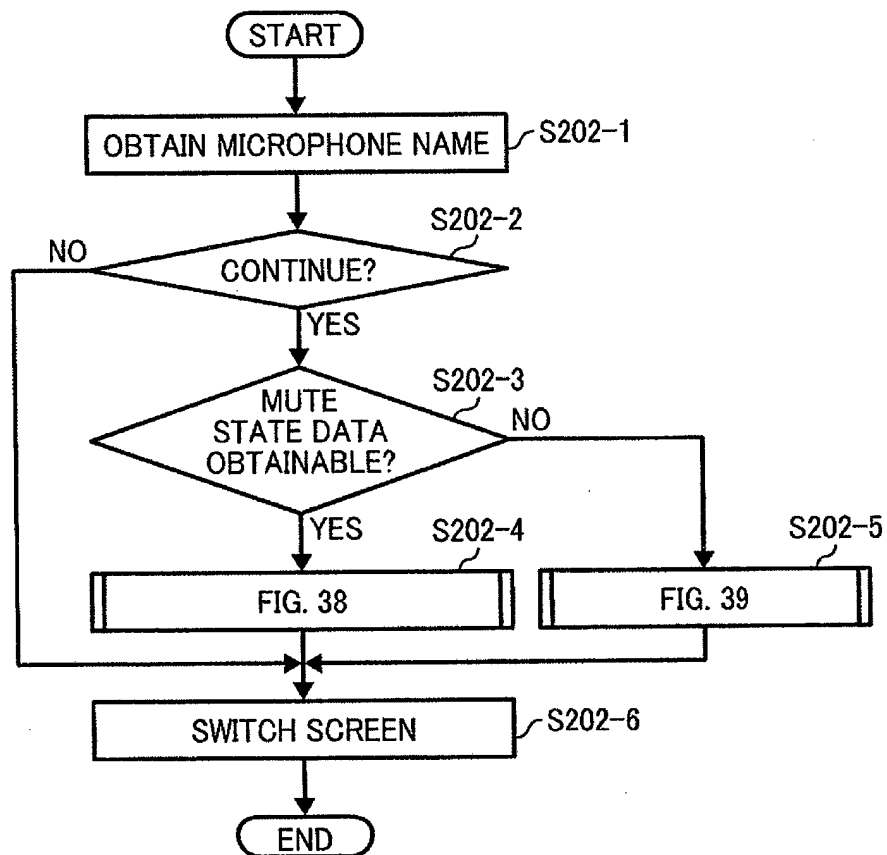 START
OBTAIN MICROPHONE NAME
S202-1
S202-2
NO
CONTINUE?
YES
S202-3
MUTE
STATE DATA
OBTAINABLE?
NO
YES
S202-4
S202-5
FIG. 38
FIG. 39
SWITCH SCREEN
S202-6
END